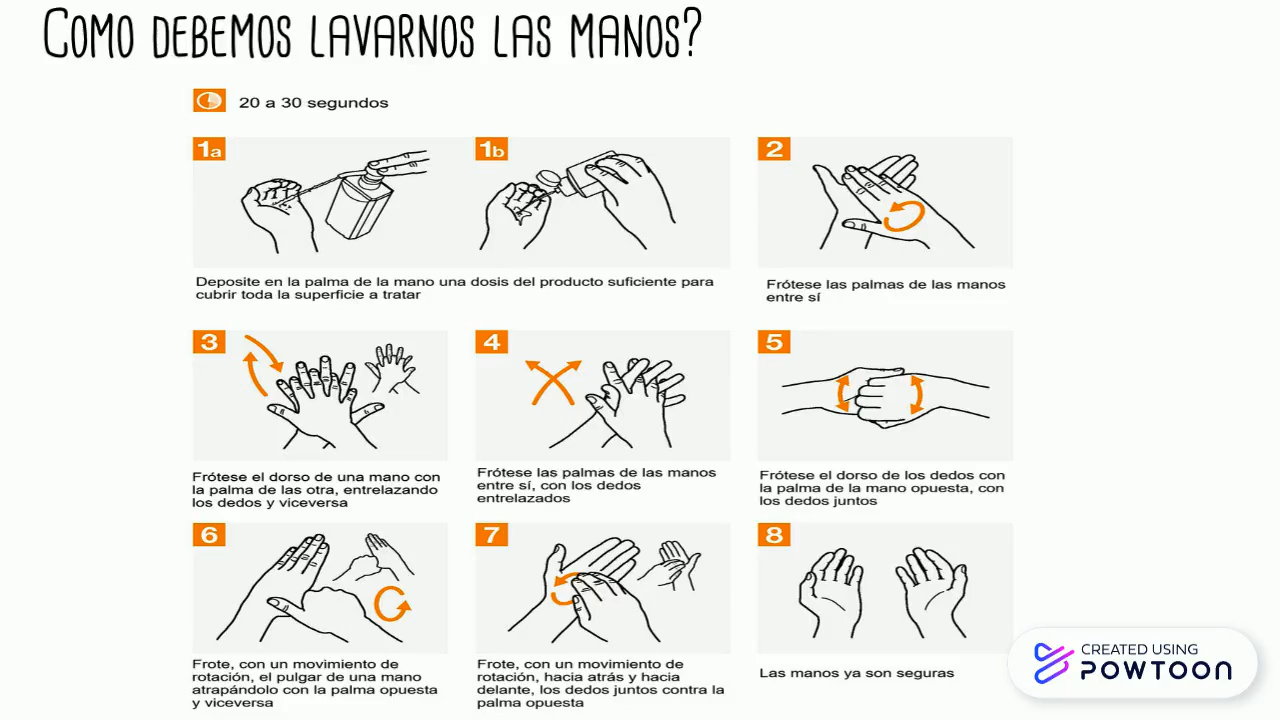 COMO DEBEMOS LAVARNOS LAS MANOS?
20 a 30 segundos
1a
1b
2
Deposite en la palma de la mano una dosis del producto suficiente para
cubrir toda la superficie a tratar
Frótese las palmas de las manos
entre sí
3
4
5
Frótese el dorso de una mano con
la palma de las otra, entrelazando
los dedos y viceversa
Frótese las palmas de las manos
entre sí, con los dedos
entrelazados
Frótese el dorso de los dedos con
la palma de la mano opuesta, con
los dedos juntos
6
7
8
Frote, con un movimiento de
rotación, el pulgar de una mano
atrapándolo con la palma opuesta
y viceversa
Frote, con un movimiento de
rotación, hacia atrás y hacia
delante, los dedos juntos contra la
palma opuesta
Las manos ya son seguras
CREATED USING
POWTOON